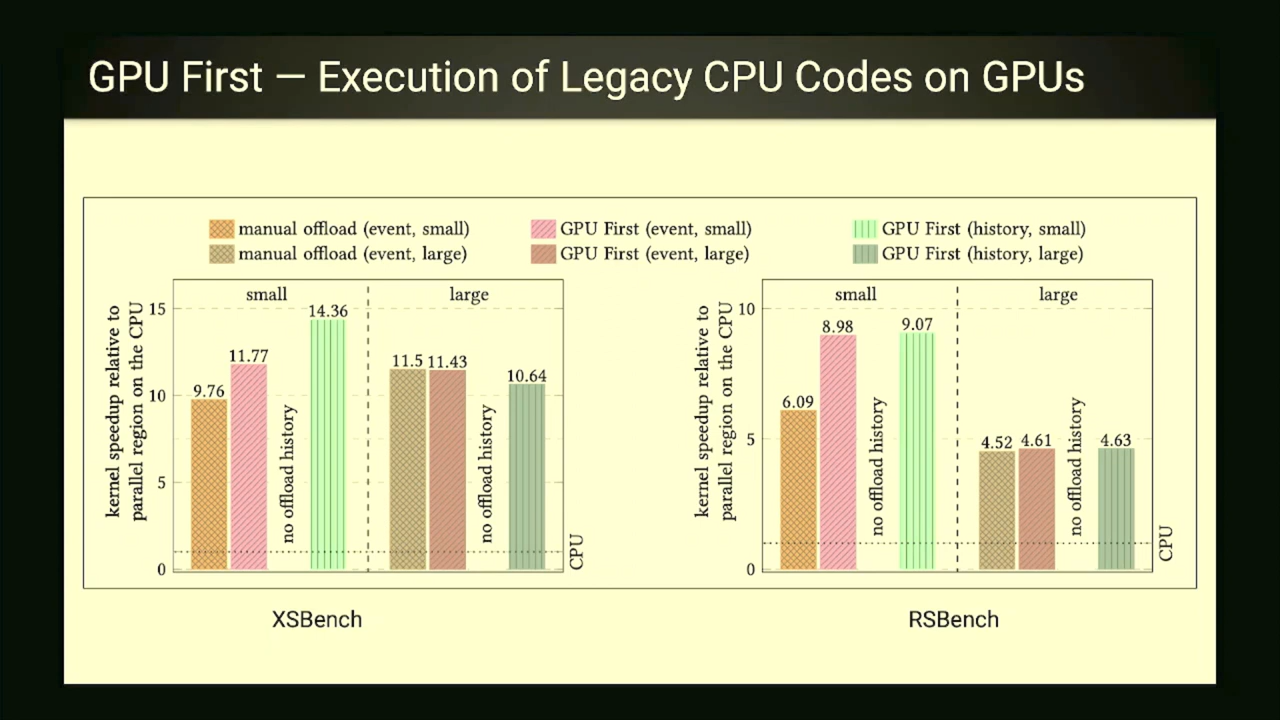 GPU First — Execution of Legacy CPU Codes on GPUs
manual offload (event, small)
GPU First (event, small)
GPU First (history, small)
manual offload (event, large)
GPU First (event, large)
GPU First (history, large)
kernel speedup relative to
parallel region on the CPU
15
10
5
0
small
large
9.76
11.77
no offload history
14.36
11.5
11.43
no offload history
10.64
CPU
XSBench
kernel speedup relative to
parallel region on the CPU
10
5
0
small
large
6.09
8.98
no offload history
9.07
4.52
4.61
no offload history
4.63
CPU
RSBench